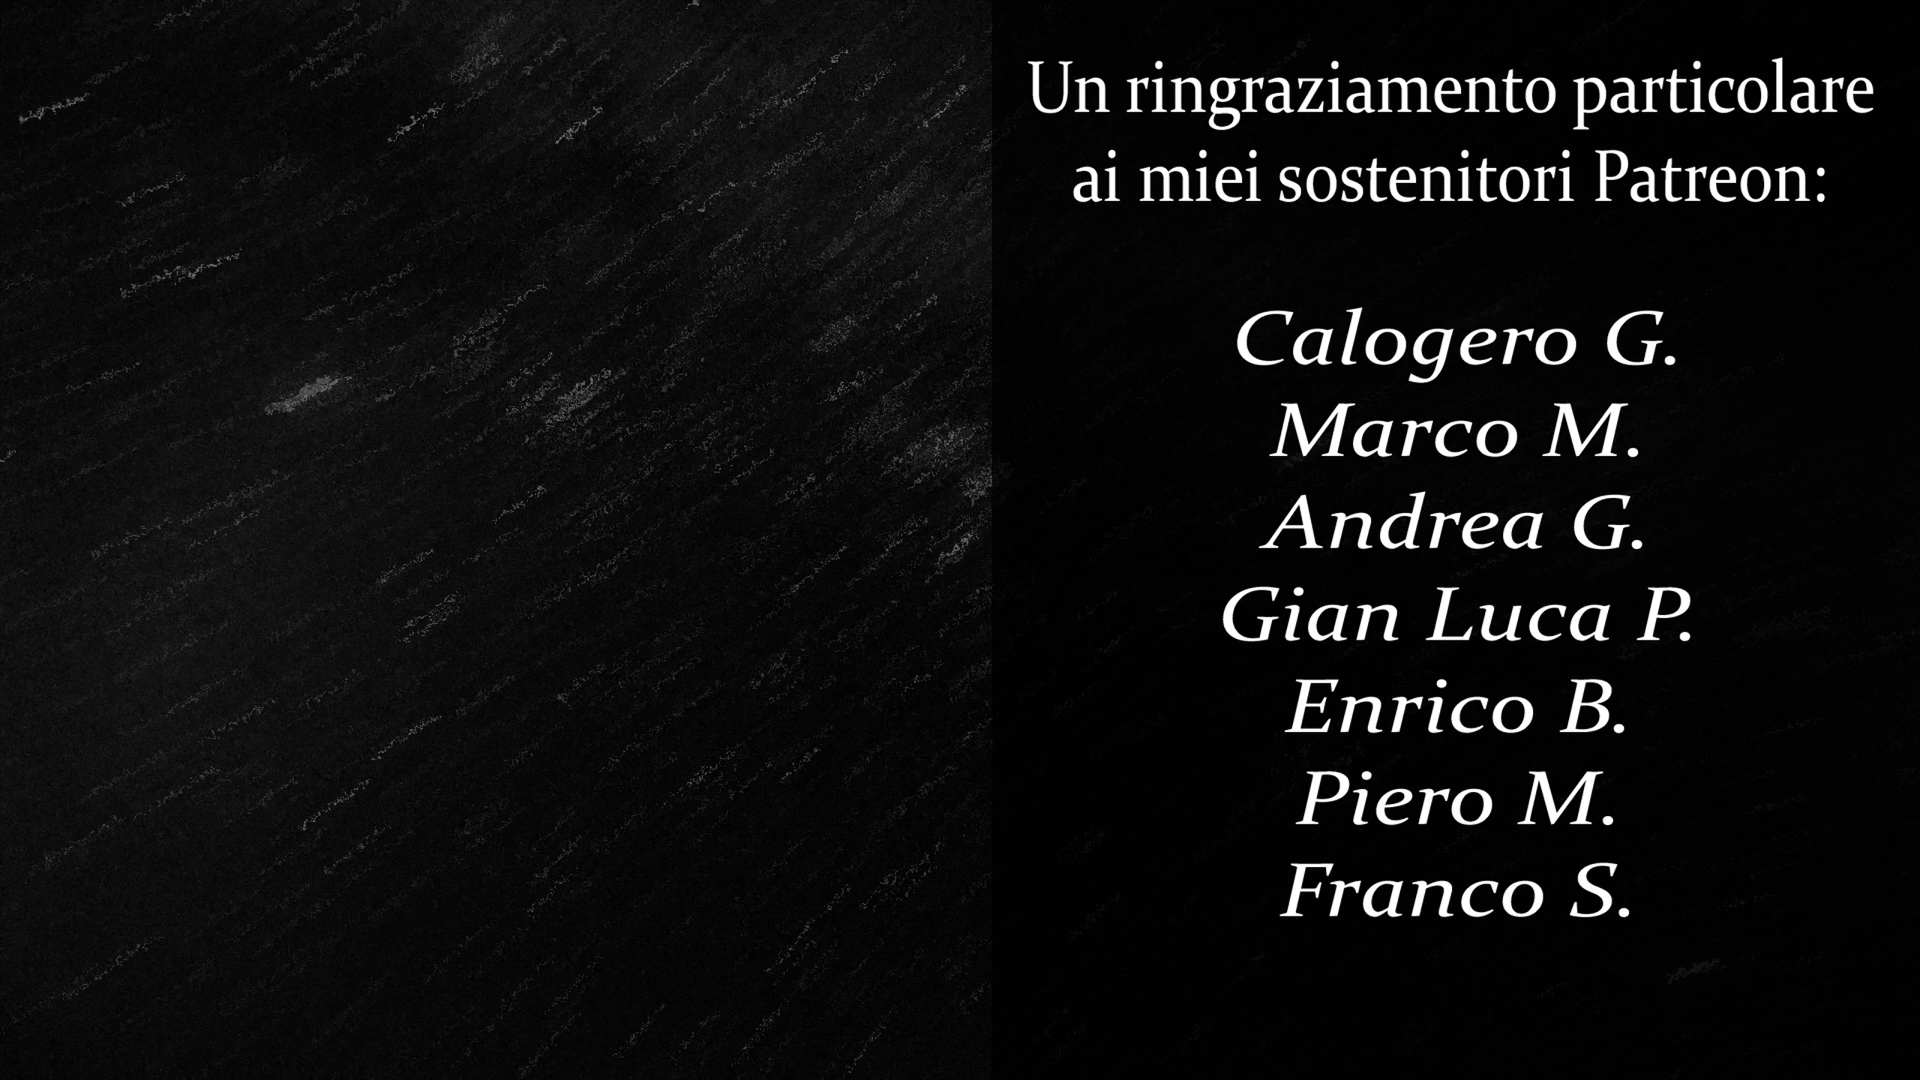 Un ringraziamento particolare
ai miei sostenitori Patreon:
Calogero G.
Marco M.
Andrea G.
Gian Luca P.
Enrico B.
Piero M.
Franco S.